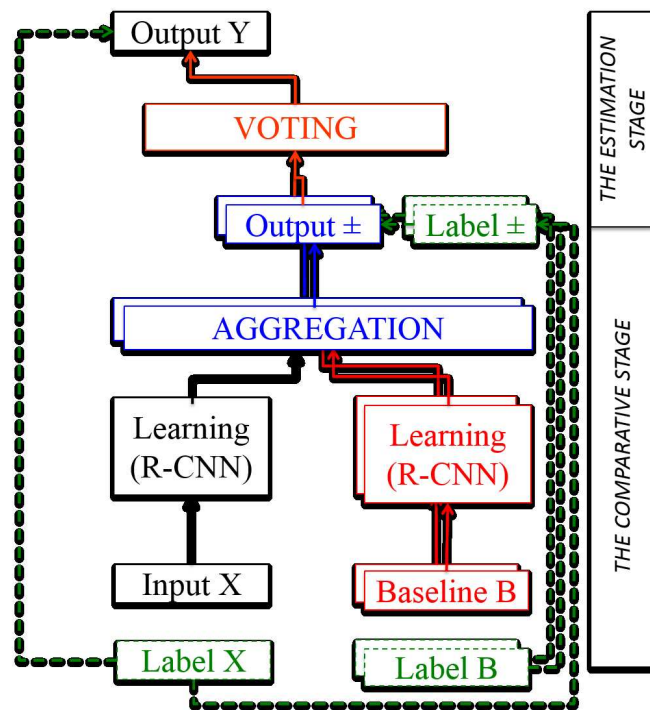 Output Y
VOTING
Output ±
Label ±
AGGREGATION
Learning
(R-CNN)
Learning
(R-CNN)
Input X
Baseline B
Label X
Label B
THE ESTIMATION
STAGE
THE COMPARATIVE STAGE